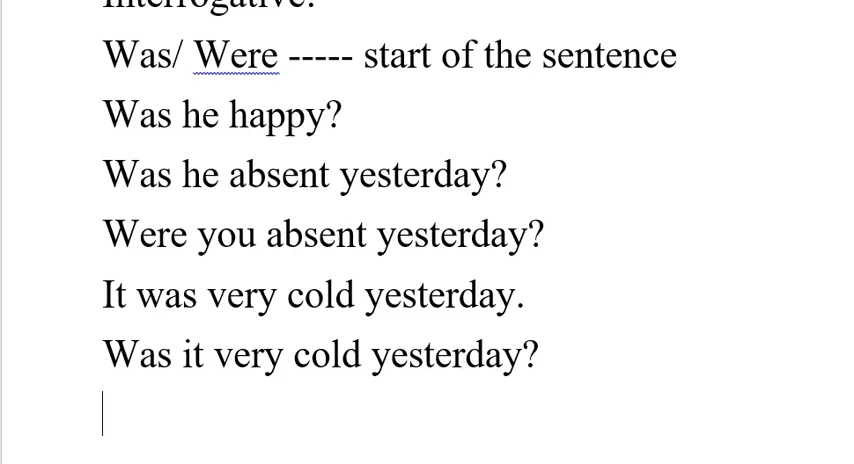 Interrogative:
Was/ Were ----- start of the sentence
Was he happy?
Was he absent yesterday?
Were you absent yesterday?
It was very cold yesterday.
Was it very cold yesterday?